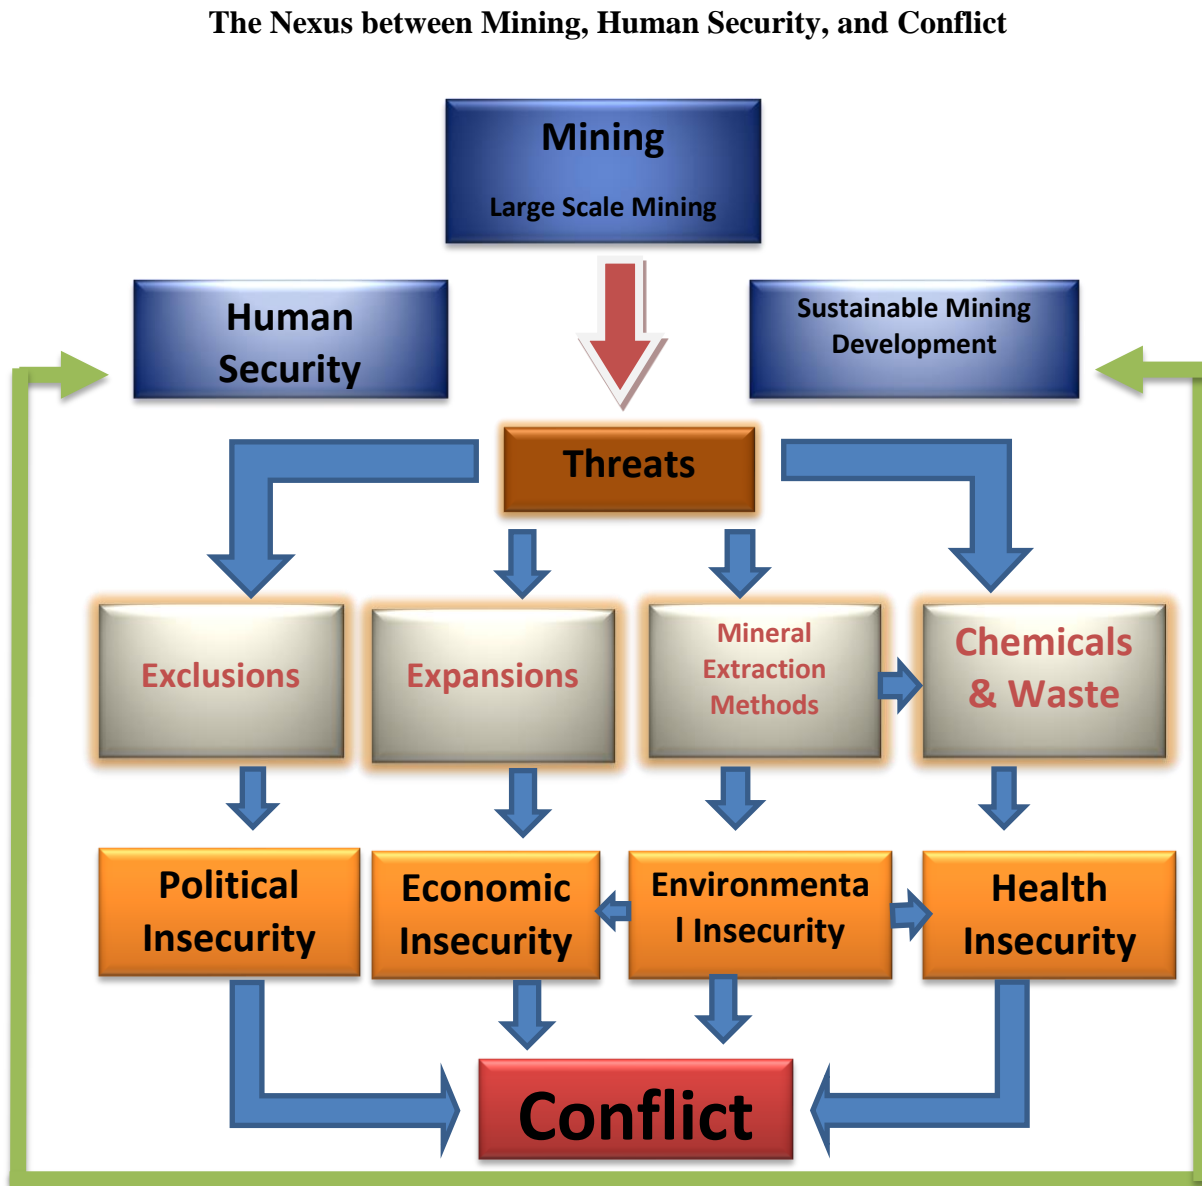 The Nexus between Mining, Human Security, and Conflict
Mining
Large Scale Mining
Human
Security
Sustainable Mining
Development
Threats
Exclusions
Expansions
Mineral
Extraction
Methods
Chemicals
& Waste
Political
Insecurity
Economic
Insecurity
Environmenta
l Insecurity
Health
Insecurity
Conflict